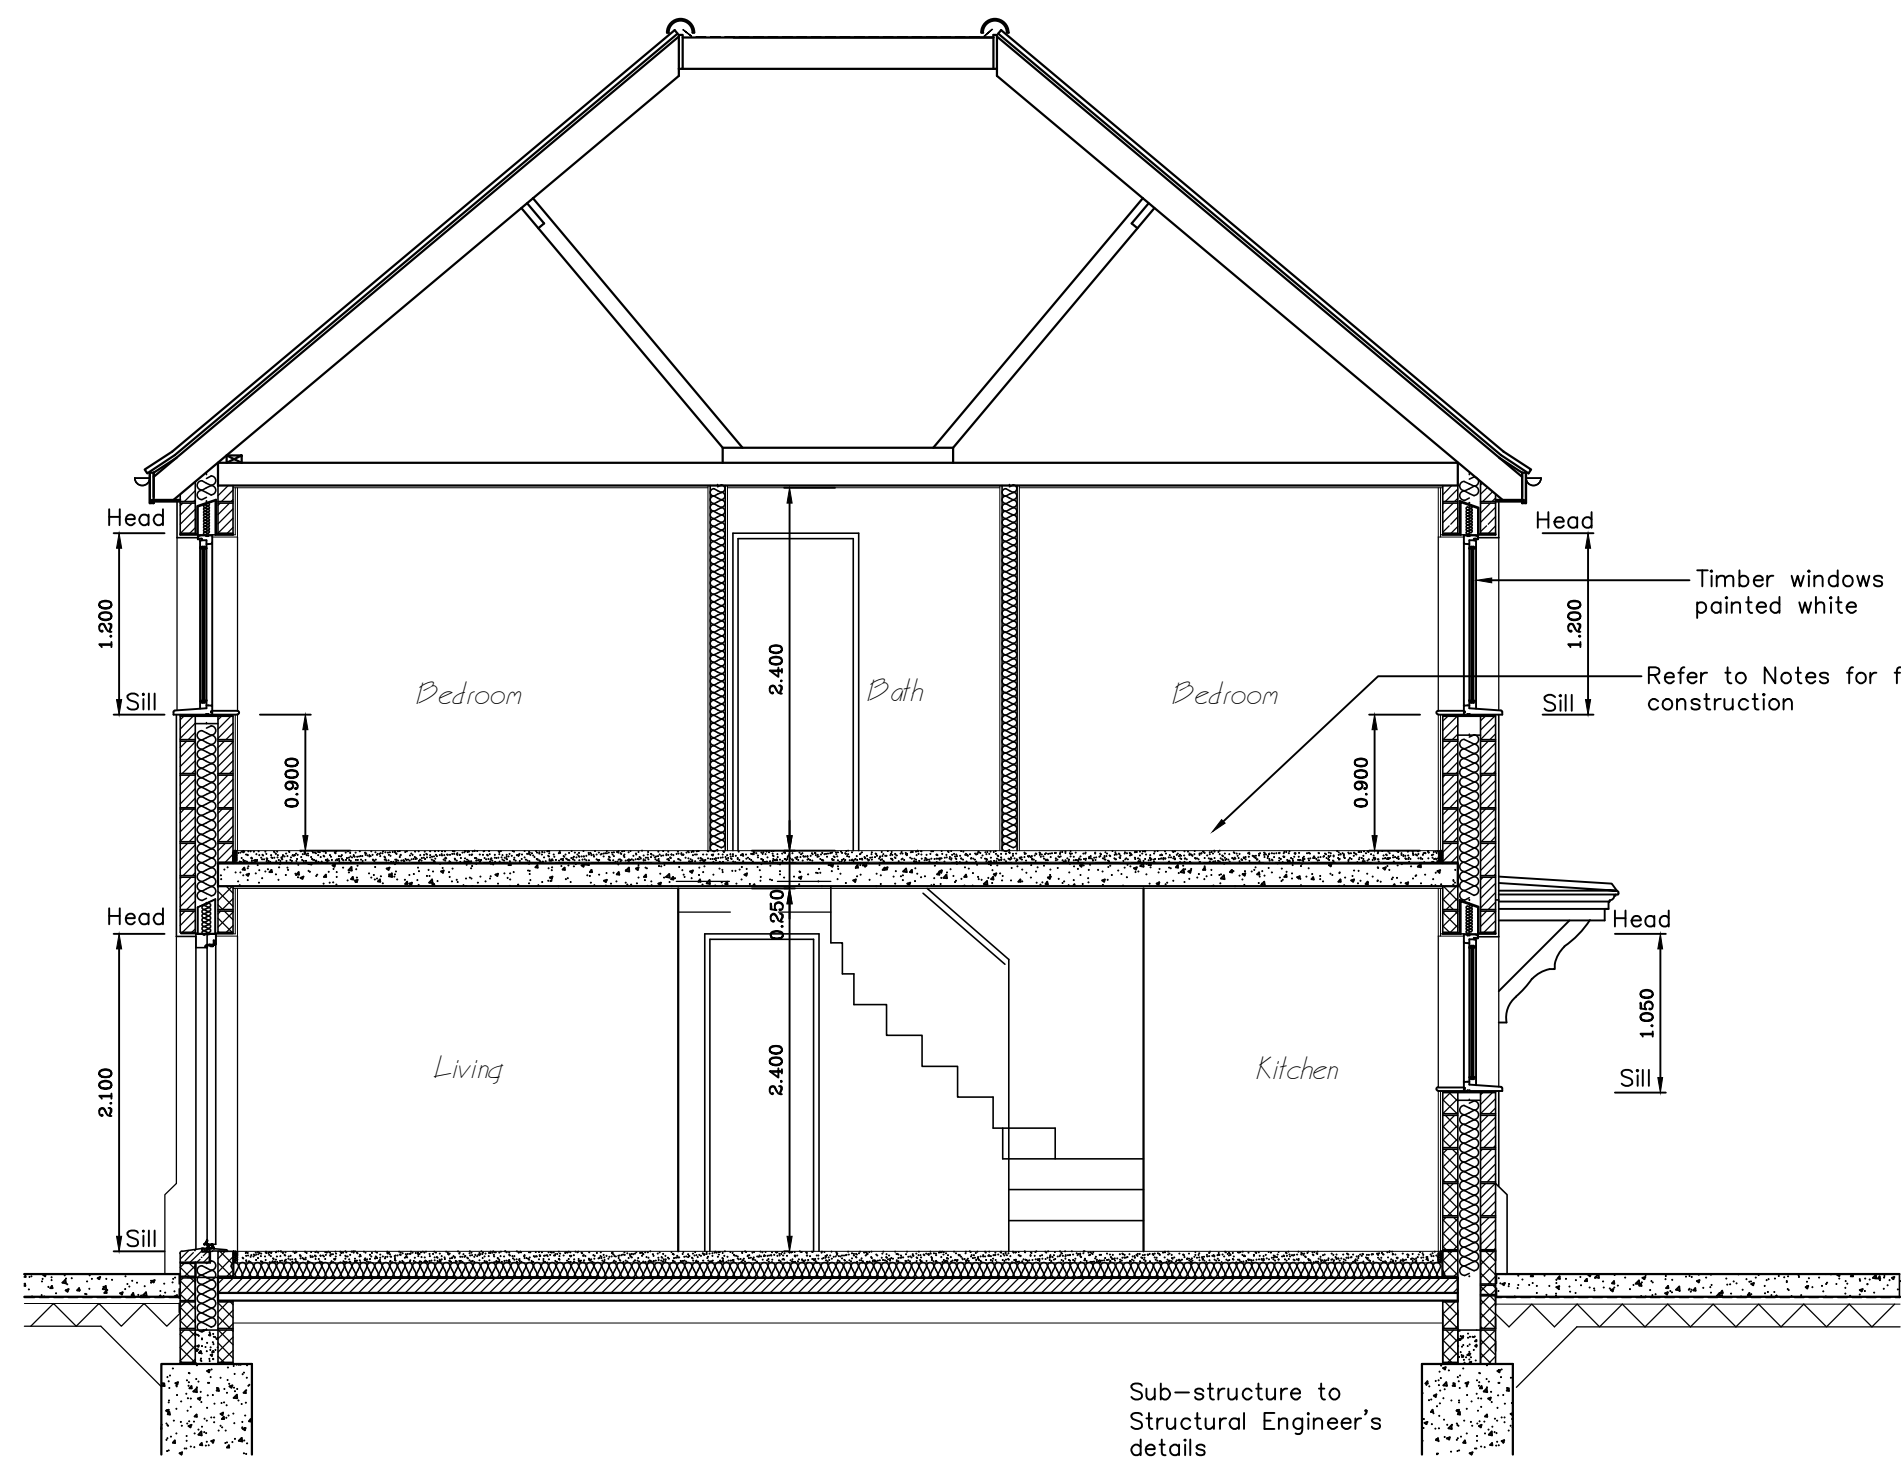 Head
Head
1.200
2.400
1.200
Timber windows
painted white
Bedroom
Bath
Bedroom
Refer to Notes for f
construction
Sill
Sill
0.900
0.900
Head
0.250
Head
1.050
2.100
Living
2.400
Kitchen
Sill
Sill
Sub-structure to
Structural Engineer's
details